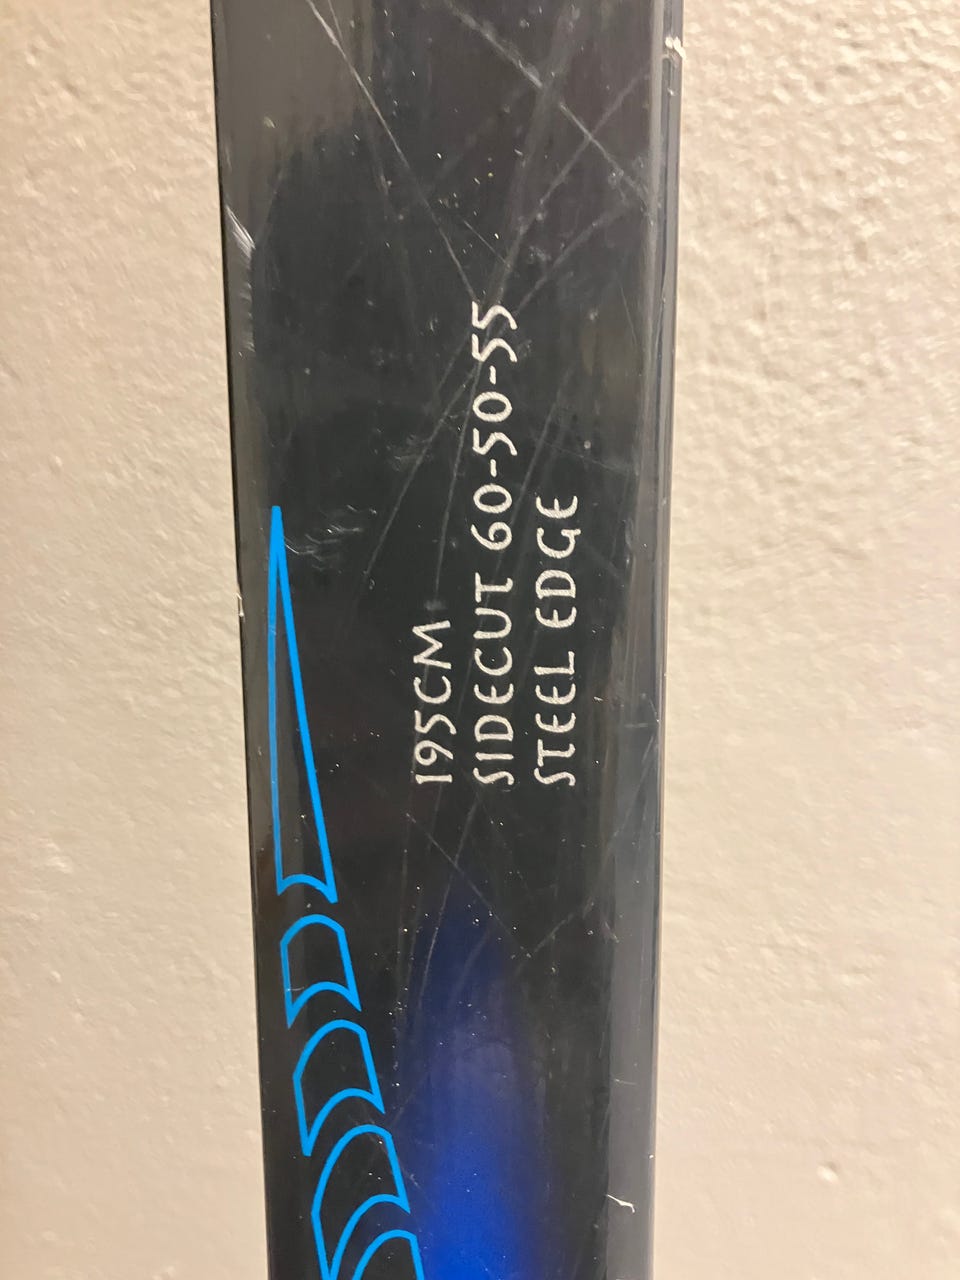 195CM
SIDECUT 60-50-55
STEEL EDGE